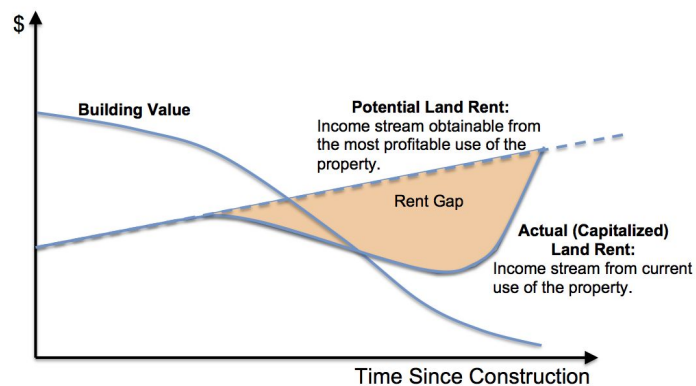 $
Building Value
Potential Land Rent:
Income stream obtainable from
the most profitable use of the
property.
Rent Gap
Actual (Capitalized)
Land Rent:
Income stream from current
use of the property.
Time Since Construction